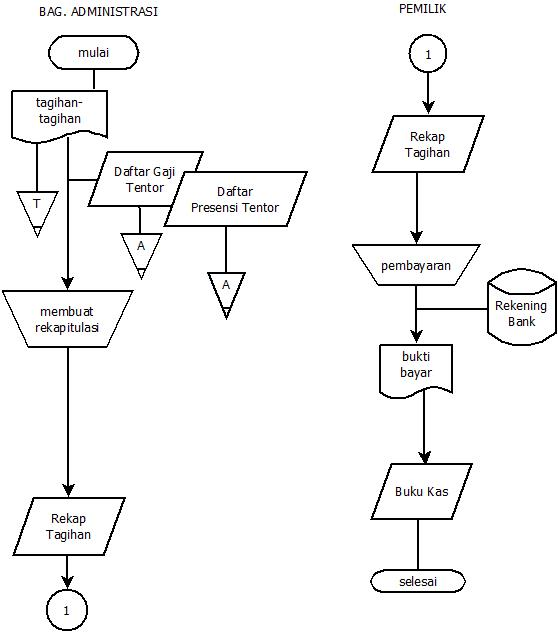 BAG. ADMINISTRASI
mulai
tagihan-
tagihan
T
Daftar Gaji
Tentor
A
Daftar
Presensi Tentor
A
membuat
rekapitulasi
Rekap
Tagihan
1
PEMILIK
1
Rekap
Tagihan
pembayaran
Rekening
Bank
bukti
bayar
Buku Kas
selesai